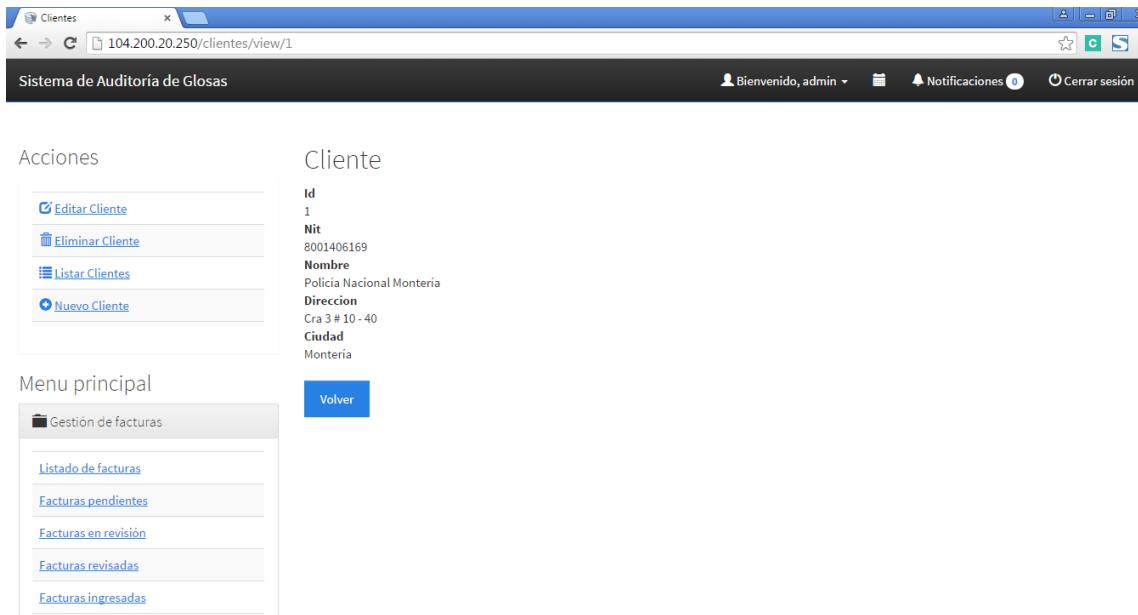 Clientes
104.200.20.250/clientes/view/1
Sistema de Auditoría de Glosas
Bienvenido, admin
Notificaciones 0
Cerrar sesión
Acciones
Editar Cliente
Eliminar Cliente
Listar Clientes
Nuevo Cliente
Menu principal
Gestión de facturas
Listado de facturas
Facturas pendientes
Facturas en revisión
Facturas revisadas
Facturas ingresadas
Cliente
Id
1
Nit
8001406169
Nombre
Policia Nacional Montería
Direccion
Cra 3 # 10 - 40
Ciudad
Montería
Volver